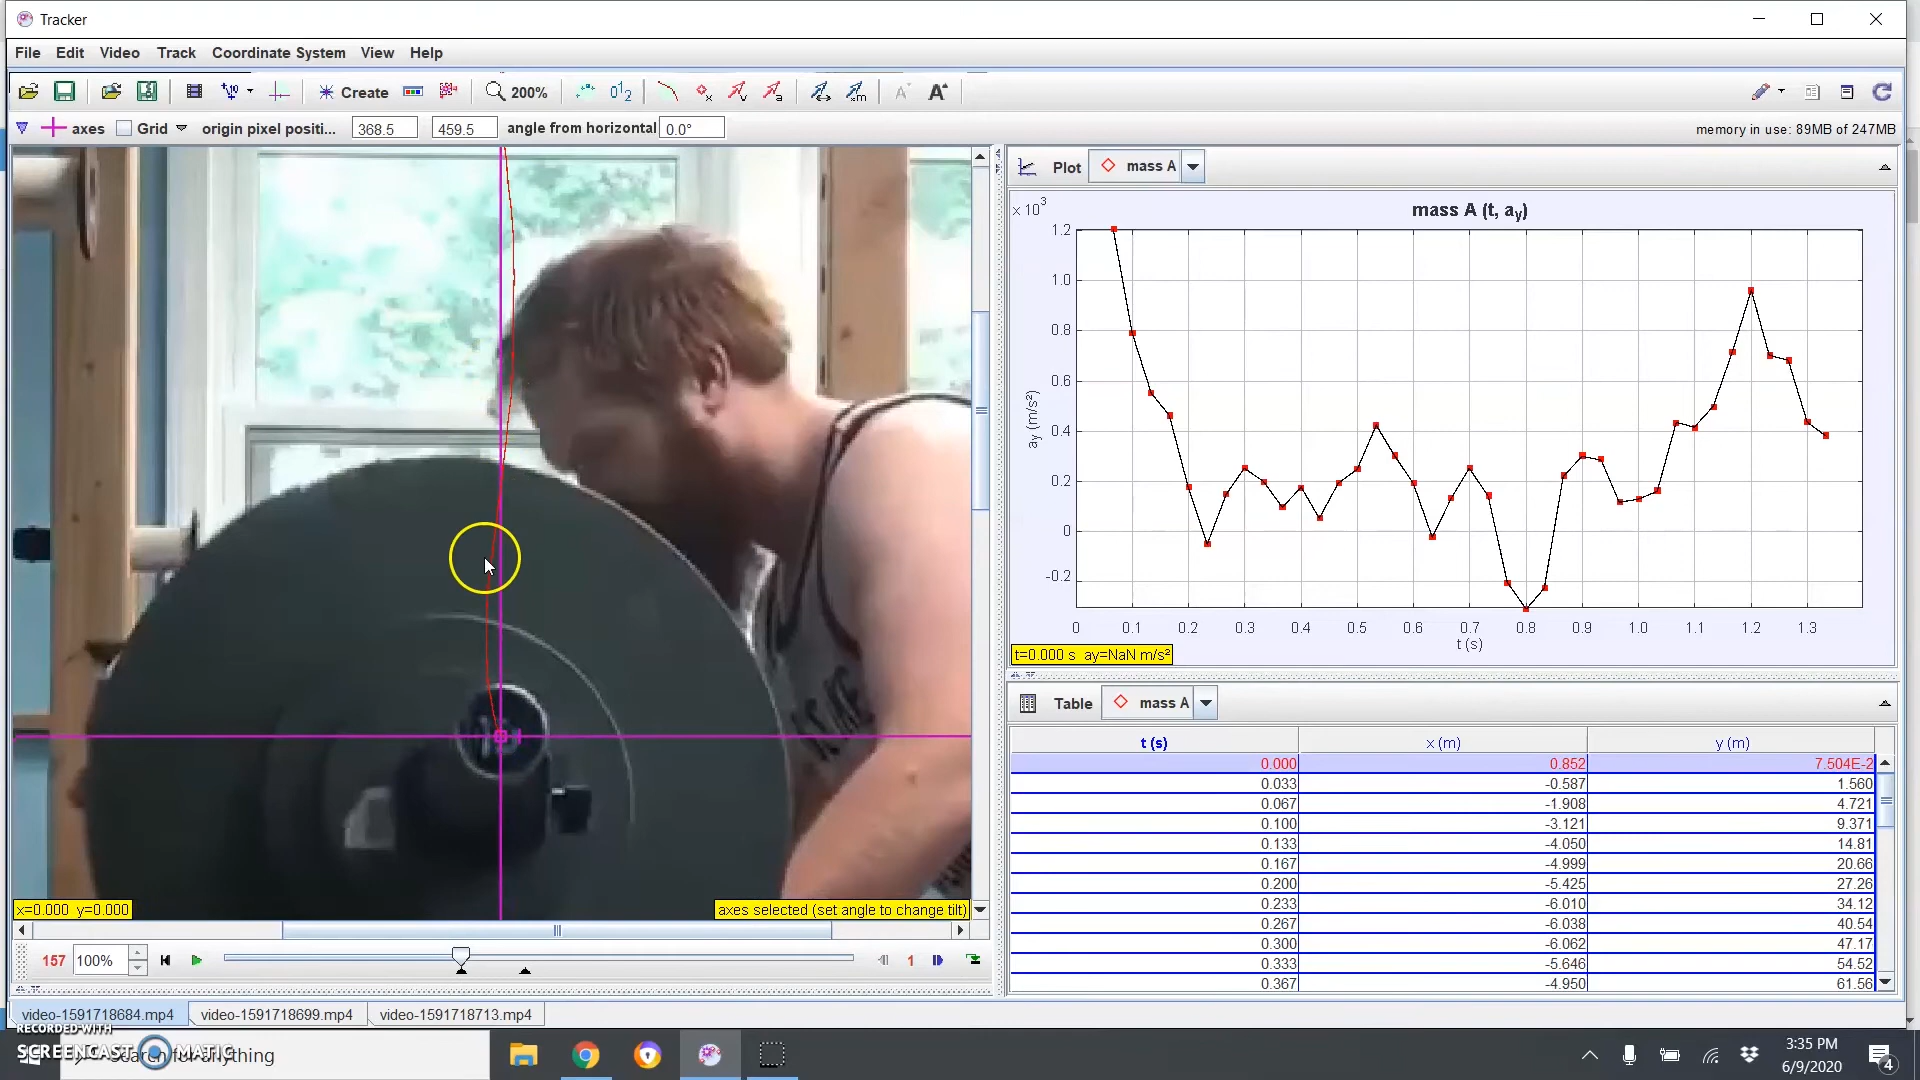 Tracker
File Edit Video Track Coordinate System View Help
Create 200%
axes Grid origin pixel positi... 368.5 459.5 angle from horizontal 0.0° memory in use: 89MB of 247MB
Plot mass A
mass A (t, ay)
x 10³
1.2
1.0
0.8
0.6
0.4
0.2
0
-0.2
ay (m/s²)
0 0.1 0.2 0.3 0.4 0.5 0.6 0.7 0.8 0.9 1.0 1.1 1.2 1.3
t (s)
t=0.000 s ay=NaN m/s²
Table mass A
t (s) x (m) y (m)
0.000 0.852 7.504E-2
0.033 -0.587 1.560
0.067 -1.908 4.721
0.100 -3.121 9.371
0.133 -4.050 14.81
0.167 -4.999 20.66
0.200 -5.425 27.26
0.233 -6.010 34.12
0.267 -6.038 40.54
0.300 -6.062 47.17
0.333 -5.646 54.52
0.367 -4.950 61.56
x=0.000 y=0.000 axes selected (set angle to change tilt)
157 100% 1
video-1591718684.mp4 video-1591718699.mp4 video-1591718713.mp4
RECORDED WITH
SCREENCAST MATIC
Search for anything
3:35 PM
6/9/2020
4